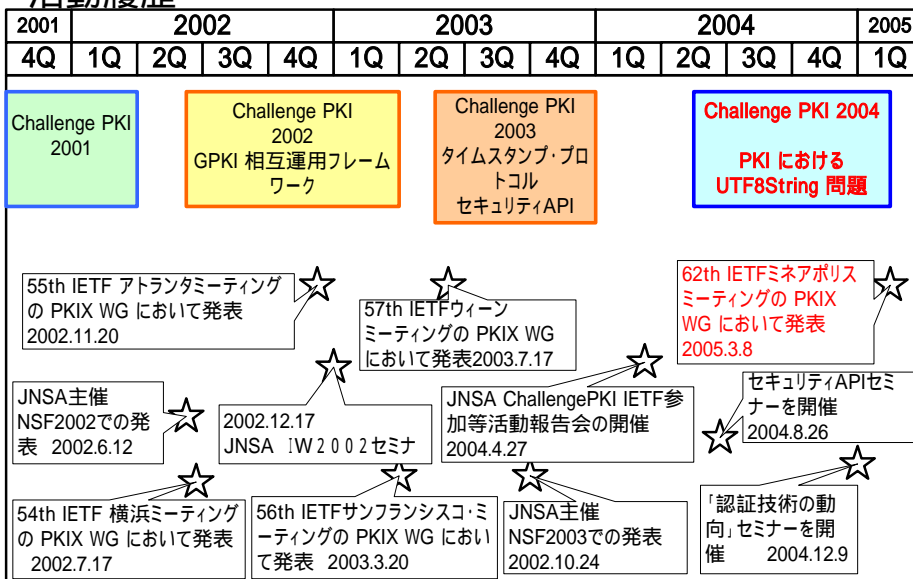 活動履歴
2001 2002 2003 2004 2005
4Q 1Q 2Q 3Q 4Q 1Q 2Q 3Q 4Q 1Q 2Q 3Q 4Q 1Q
Challenge PKI
2001
Challenge PKI
2002
GPKI 相互運用フレーム
ワーク
Challenge PKI
2003
タイムスタンプ・プロ
トコル
セキュリティAPI
Challenge PKI 2004
PKI における
UTF8String 問題
55th IETF アトランタミーティング
の PKIX WG において発表
2002.11.20
57th IETFウィーン
ミーティングの PKIX WG
において発表2003.7.17
62th IETFミネアポリス
ミーティングの PKIX
WG において発表
2005.3.8
JNSA主催
NSF2002での発
表 2002.6.12
2002.12.17
JNSA IW2002セミナ
JNSA ChallengePKI IETF参
加等活動報告会の開催
2004.4.27
セキュリティAPIセミ
ナーを開催
2004.8.26
54th IETF 横浜ミーティング
の PKIX WG において発表
2002.7.17
56th IETFサンフランシスコ・ミ
ーティングの PKIX WG におい
て発表 2003.3.20
JNSA主催
NSF2003での発表
2002.10.24
「認証技術の動
向」セミナーを開
催 2004.12.9